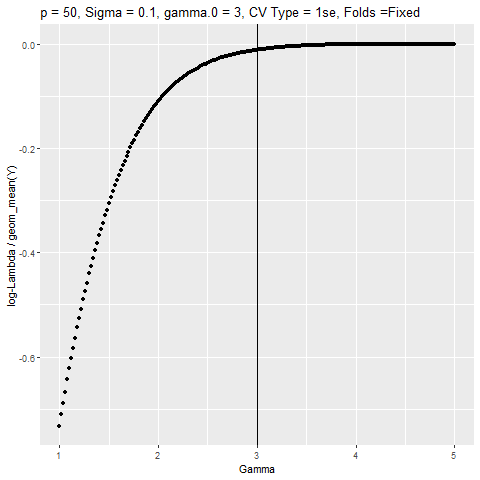 p = 50, Sigma = 0.1, gamma.0 = 3, CV Type = 1se, Folds =Fixed
log-Lambda / geom_mean(Y)
0.0
-0.2
-0.4
-0.6
1 2 3 4 5
Gamma